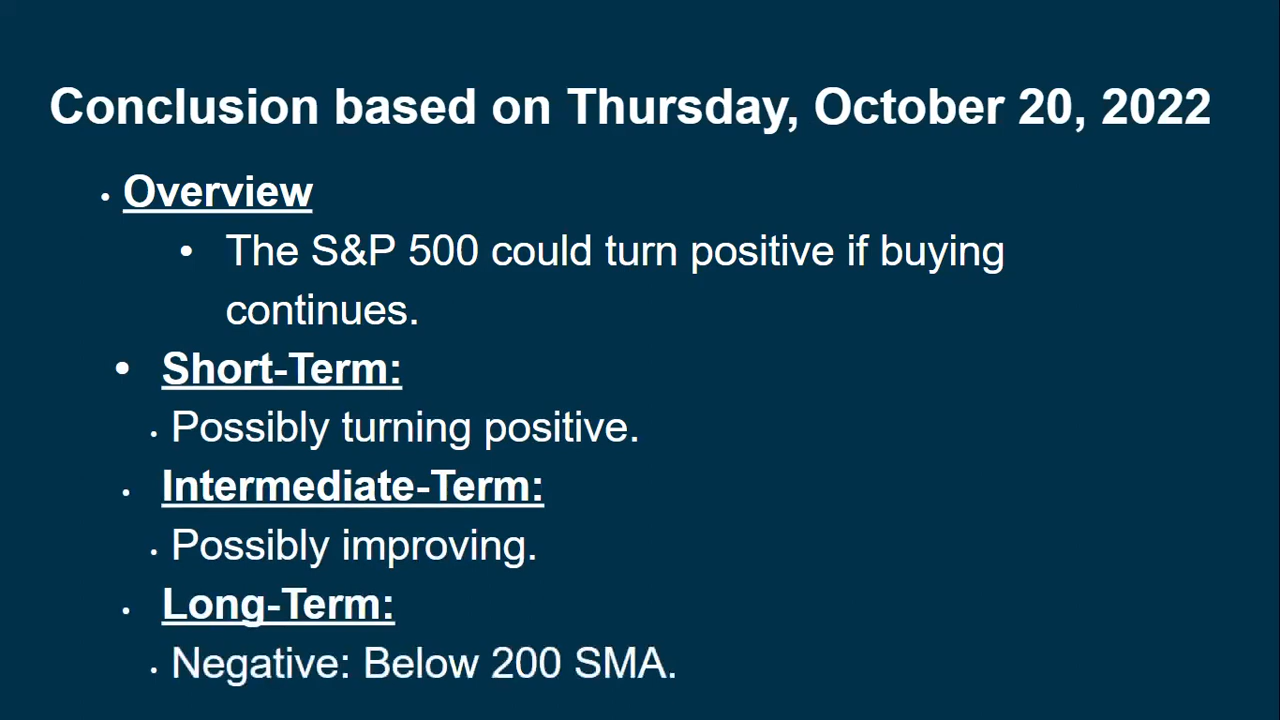 Conclusion based on Thursday, October 20, 2022
• Overview
• The S&P 500 could turn positive if buying
continues.
• Short-Term:
• Possibly turning positive.
• Intermediate-Term:
• Possibly improving.
• Long-Term:
• Negative: Below 200 SMA.